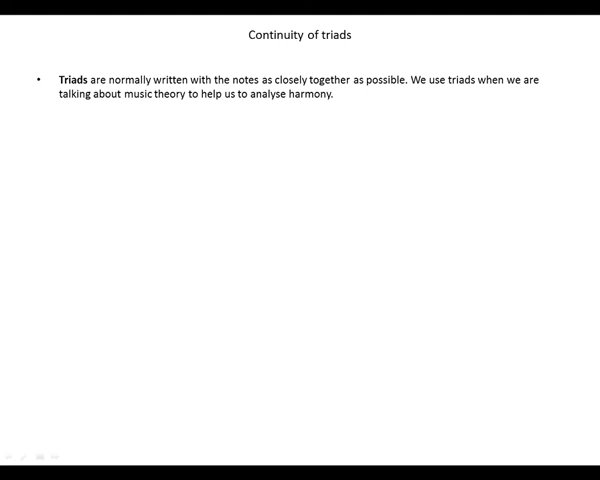 Continuity of triads
• Triads are normally written with the notes as closely together as possible. We use triads when we are
talking about music theory to help us to analyse harmony.